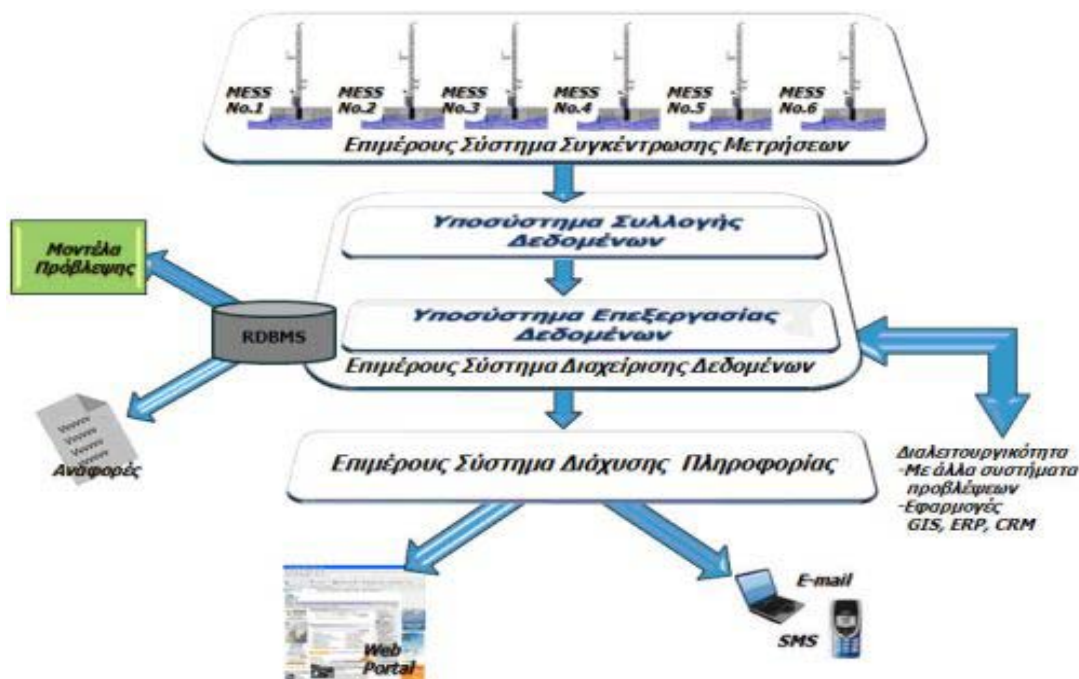 MESS
No.1
MESS
No.2
MESS
No.3
MESS
No.4
MESS
No.5
MESS
No.6
Επιμέρους Σύστημα Συγκέντρωσης Μετρήσεων
Υποσύστημα Συλλογής
Δεδομένων
Μοντέλα
Πρόβλεψης
RDBMS
Υποσύστημα Επεξεργασίας
Δεδομένων
Επιμέρους Σύστημα Διαχείρισης Δεδομένων
Αναφορές
Επιμέρους Σύστημα Διάχυσης Πληροφορίας
Διαλειτουργικότητα
-Με άλλα συστήματα
προβλέψεων
-Εφαρμογές
GIS, ERP, CRM
Web
Portal
E-mail
SMS